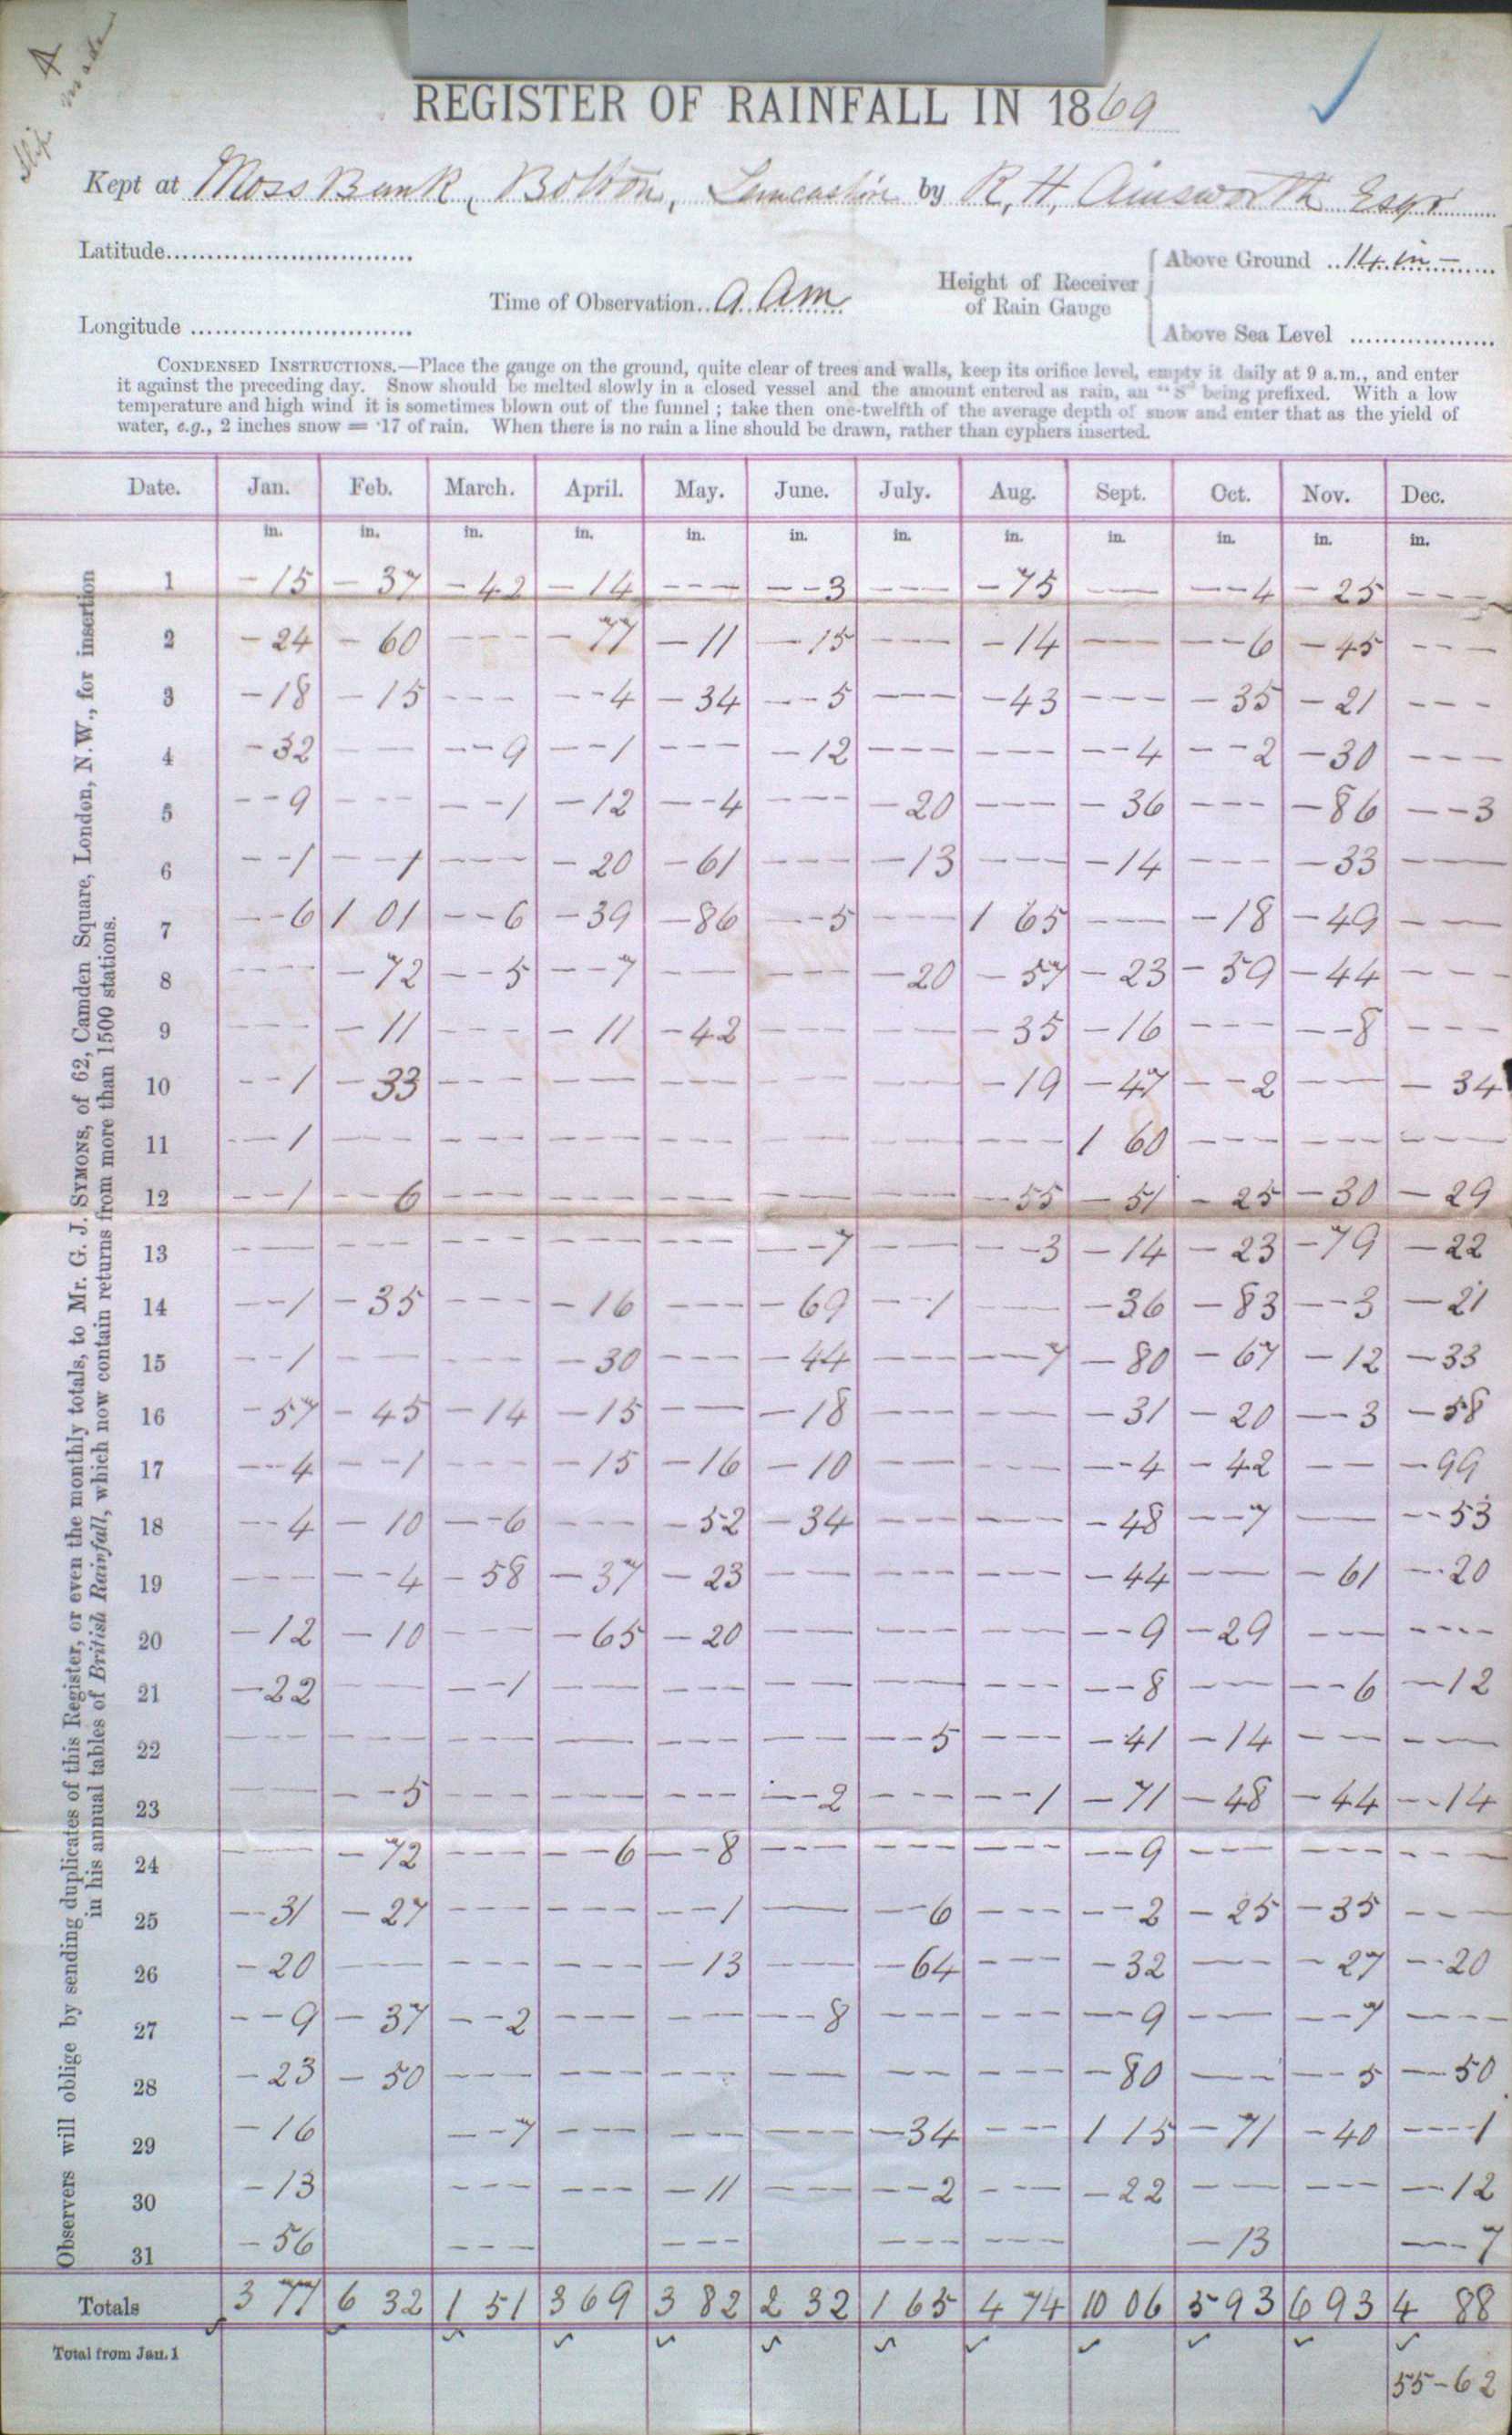 Slip made
REGISTER OF RAINFALL IN 1869
Kept at Moss Bank, Bolton, Lancashire by R, H, Ainsworth Esqr
Latitude..............................
Time of Observation..9 am
Height of Receiver of Rain Gauge
Above Ground ..14 in -
Longitude ...........................
Above Sea Level ..................
CONDENSED INSTRUCTIONS.—Place the gauge on the ground, quite clear of trees and walls, keep its orifice level, empty it daily at 9 a.m., and enter
it against the preceding day. Snow should be melted slowly in a closed vessel and the amount entered as rain, an "S" being prefixed. With a low
temperature and high wind it is sometimes blown out of the funnel ; take then one-twelfth of the average depth of snow and enter that as the yield of
water, e.g., 2 inches snow = ·17 of rain. When there is no rain a line should be drawn, rather than cyphers inserted.
Observers will oblige by sending duplicates of this Register, or even the monthly totals, to Mr. G. J. SYMONS, of 62, Camden Square, London, N.W., for insertion
in his annual tables of British Rainfall, which now contain returns from more than 1500 stations.
Date. Jan. Feb. March. April. May. June. July. Aug. Sept. Oct. Nov. Dec.
in. in. in. in. in. in. in. in. in. in. in. in.
1 -15 -37 -42 -14 --- --3 --- -75 --- --4 -25 ---
2 -24 -60 --- -77 -11 -15 --- -14 --- --6 -45 ---
3 -18 -15 --- --4 -34 --5 --- -43 --- -35 -21 ---
4 -32 --- --9 --1 --- -12 --- --- --4 --2 -30 ---
5 --9 --- --1 -12 --4 --- -20 --- -36 --- -86 --3
6 --1 --1 --- -20 -61 --- -13 --- -14 --- -33 ---
7 --6 1 01 --6 -39 -86 --5 --- 1 65 --- -18 -49 ---
8 --- -72 --5 --7 --- --- -20 -57 -23 -59 -44 ---
9 --- -11 --- -11 -42 --- --- -35 -16 --- --8 ---
10 --1 -33 --- --- --- --- --- -19 -47 --2 --- -34
11 --1 --- --- --- --- --- --- --- 1 60 --- --- ---
12 --1 --6 --- --- --- --- --- -55 -51 -25 -30 -29
13 --- --- --- --- --- --7 --- --3 -14 -23 -79 -22
14 --1 -35 --- -16 --- -69 --1 --- -36 -83 --3 -21
15 --1 --- --- -30 --- -44 --- --7 -80 -67 -12 -33
16 -57 -45 -14 -15 --- -18 --- --- -31 -20 --3 -58
17 --4 --1 --- -15 -16 -10 --- --- --4 -42 --- -99
18 --4 -10 --6 --- -52 -34 --- --- -48 --7 --- -53
19 --- --4 -58 -37 -23 --- --- --- -44 --- -61 -20
20 -12 -10 --- -65 -20 --- --- --- --9 -29 --- ---
21 -22 --- --1 --- --- --- --- --- --8 --- --6 -12
22 --- --- --- --- --- --- --5 --- -41 -14 --- ---
23 --- --5 --- --- --- --2 --- --1 -71 -48 -44 -14
24 --- -72 --- --6 --8 --- --- --- --9 --- --- ---
25 -31 -27 --- --- --1 --- --6 --- --2 -25 -35 ---
26 -20 --- --- --- -13 --- -64 --- -32 --- -27 -20
27 --9 -37 --2 --- --- --8 --- --- --9 --- --7 ---
28 -23 -50 --- --- --- --- --- --- -80 --- --5 -50
29 -16 --7 --- --- --- -34 --- 1 15 -71 -40 --1
30 -13 --- --- -11 --- --2 --- -22 --- --- -12
31 -56 --- --- --- --- -13 --7
Totals 3 77 6 32 1 51 3 69 3 82 2 32 1 65 4 74 10 06 5 93 6 93 4 88
Total from Jan. 1 55-62